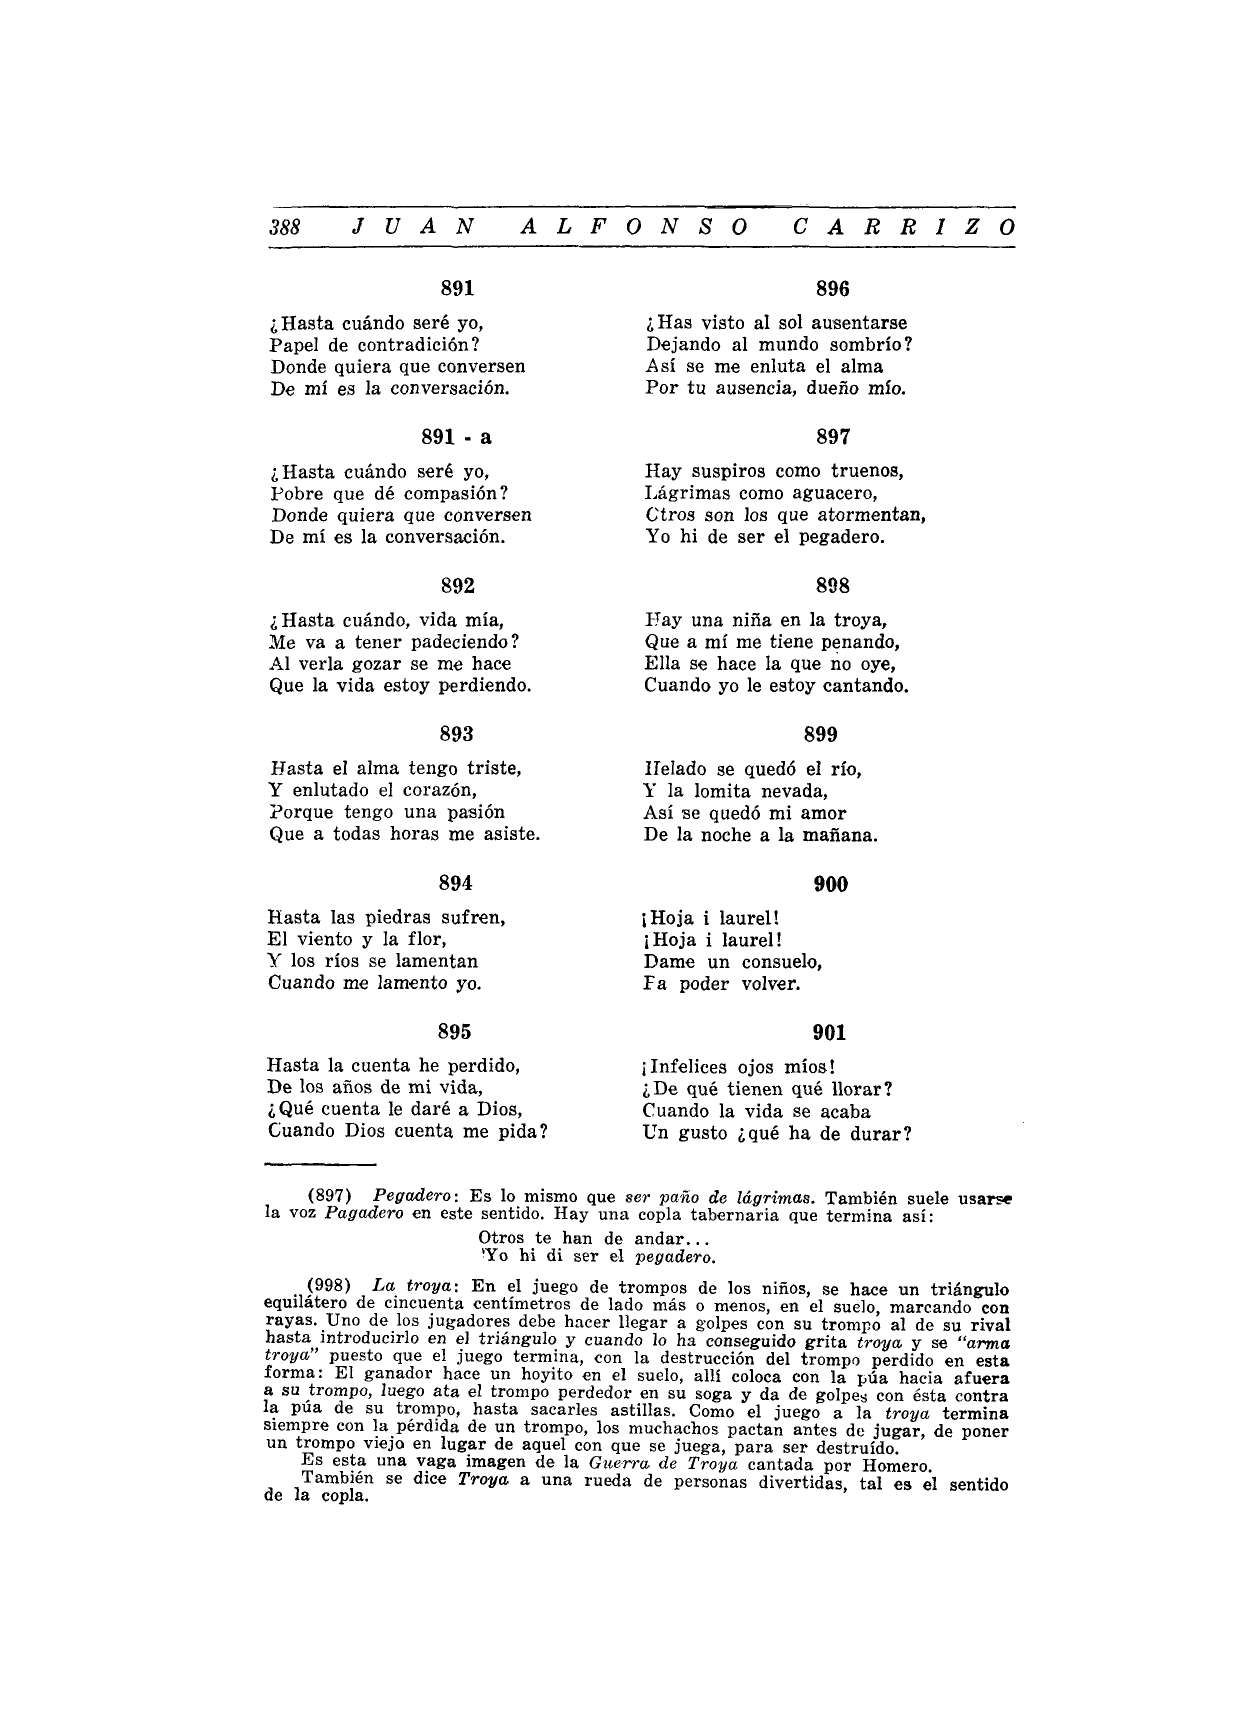 388 JUAN ALFONSO CARRIZO
891
¿Hasta cuándo seré yo,
Papel de contradición?
Donde quiera que conversen
De mí es la conversación.
891 - a
¿Hasta cuándo seré yo,
Pobre que dé compasión?
Donde quiera que conversen
De mí es la conversación.
892
¿Hasta cuándo, vida mía,
Me va a tener padeciendo?
Al verla gozar se me hace
Que la vida estoy perdiendo.
893
Hasta el alma tengo triste,
Y enlutado el corazón,
Porque tengo una pasión
Que a todas horas me asiste.
894
Hasta las piedras sufren,
El viento y la flor,
Y los ríos se lamentan
Cuando me lamento yo.
895
Hasta la cuenta he perdido,
De los años de mi vida,
¿Qué cuenta le daré a Dios,
Cuando Dios cuenta me pida?
896
¿Has visto al sol ausentarse
Dejando al mundo sombrío?
Así se me enluta el alma
Por tu ausencia, dueño mío.
897
Hay suspiros como truenos,
Lágrimas como aguacero,
Otros son los que atormentan,
Yo hi de ser el pegadero.
898
Hay una niña en la troya,
Que a mí me tiene penando,
Ella se hace la que no oye,
Cuando yo le estoy cantando.
899
Helado se quedó el río,
Y la lomita nevada,
Así se quedó mi amor
De la noche a la mañana.
900
¡Hoja i laurel!
¡Hoja i laurel!
Dame un consuelo,
Pa poder volver.
901
¡Infelices ojos míos!
¿De qué tienen qué llorar?
Cuando la vida se acaba
Un gusto ¿qué ha de durar?
(897) Pegadero: Es lo mismo que ser paño de lágrimas. También suele usarse
la voz Pagadero en este sentido. Hay una copla tabernaria que termina así:
Otros te han de andar...
Yo hi di ser el pegadero.
(998) La troya: En el juego de trompos de los niños, se hace un triángulo
equilátero de cincuenta centímetros de lado más o menos, en el suelo, marcando con
rayas. Uno de los jugadores debe hacer llegar a golpes con su trompo al de su rival
hasta introducirlo en el triángulo y cuando lo ha conseguido grita troya y se "arma
troya" puesto que el juego termina, con la destrucción del trompo perdido en esta
forma: El ganador hace un hoyito en el suelo, allí coloca con la púa hacia afuera
a su trompo, luego ata el trompo perdedor en su soga y da de golpes con ésta contra
la púa de su trompo, hasta sacarles astillas. Como el juego a la troya termina
siempre con la pérdida de un trompo, los muchachos pactan antes de jugar, de poner
un trompo viejo en lugar de aquel con que se juega, para ser destruído.
Es esta una vaga imagen de la Guerra de Troya cantada por Homero.
También se dice Troya a una rueda de personas divertidas, tal es el sentido
de la copla.